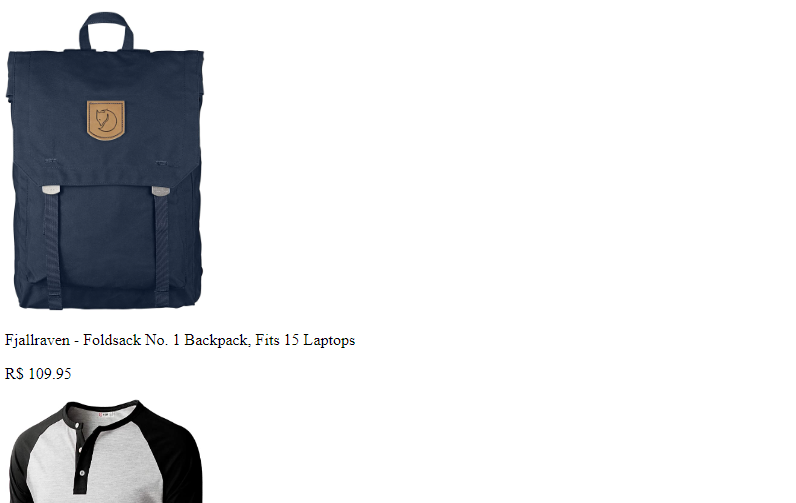 Fjallraven - Foldsack No. 1 Backpack, Fits 15 Laptops
R$ 109.95